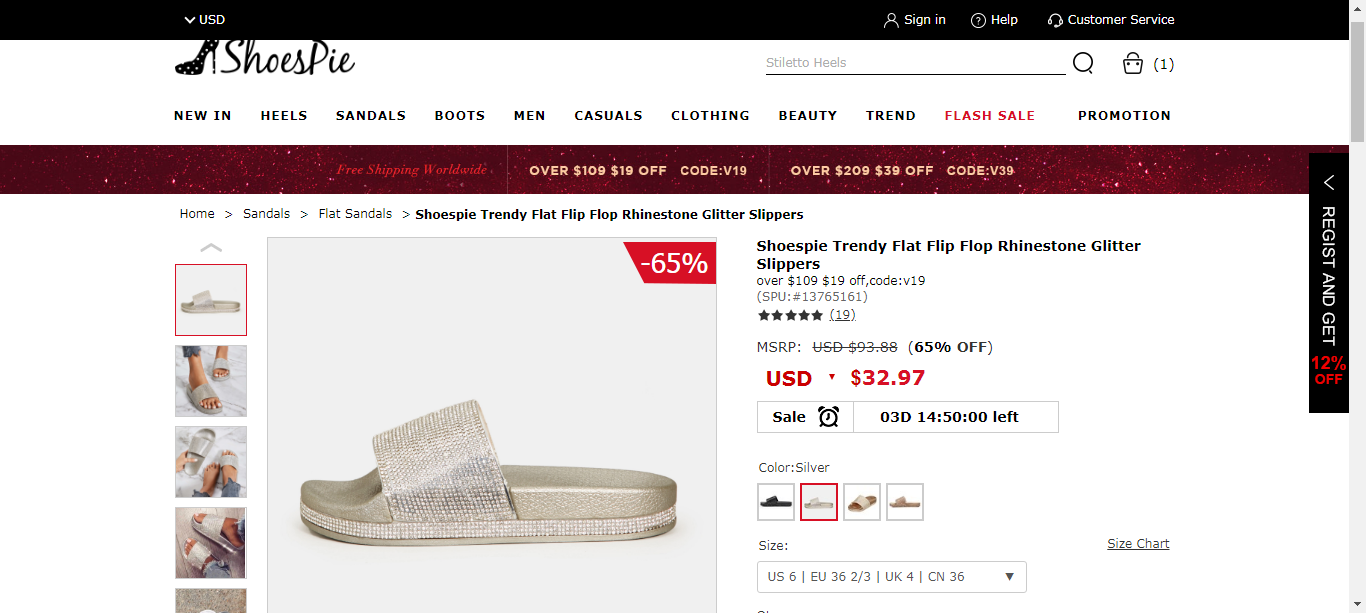 USD
Sign in
Help
Customer Service
ShoesPie
Stiletto Heels
(1)
NEW IN HEELS SANDALS BOOTS MEN CASUALS CLOTHING BEAUTY TREND FLASH SALE PROMOTION
Free Shipping Worldwide
OVER $109 $19 OFF CODE:V19
OVER $209 $39 OFF CODE:V39
REGIST AND GET
12%
OFF
Home > Sandals > Flat Sandals > Shoespie Trendy Flat Flip Flop Rhinestone Glitter Slippers
-65%
Shoespie Trendy Flat Flip Flop Rhinestone Glitter
Slippers
over $109 $19 off,code:v19
(SPU:#13765161)
(19)
MSRP: USD $93.88 (65% OFF)
USD $32.97
Sale 03D 14:50:00 left
Color:Silver
Size: Size Chart
US 6 | EU 36 2/3 | UK 4 | CN 36